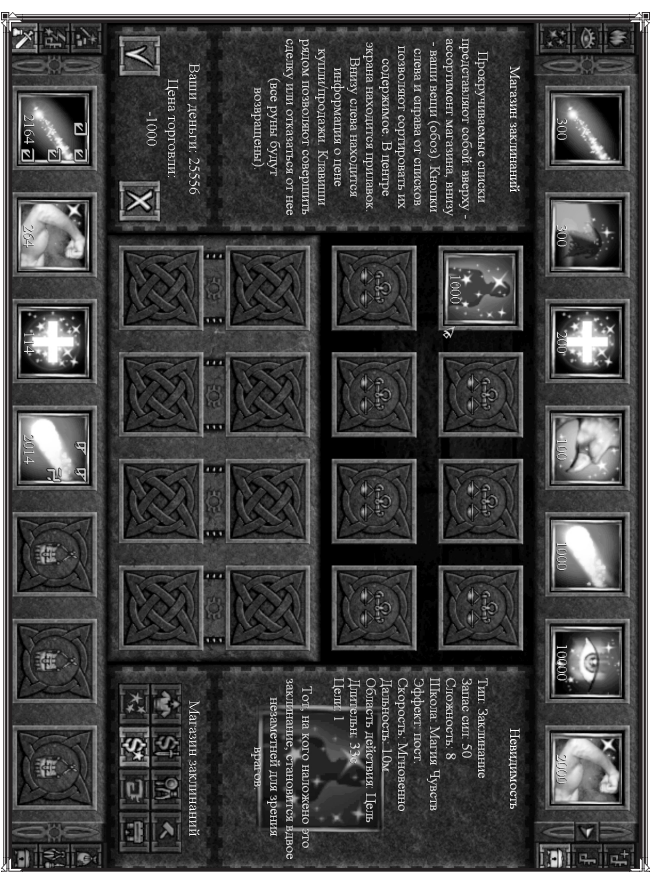 300
300
200
100
1000
10000
2000
Магазин заклинаний
Прокручиваемые списки
представляют собой: вверху -
ассортимент магазина, внизу
- ваши вещи (обоз). Кнопки
слева и справа от списков
позволяют сортировать их
содержимое. В центре
экрана находится прилавок.
Внизу слева находится
информация о цене
купли/продажи. Клавиши
рядом позволяют совершить
сделку или отказаться от нее
(все руны будут
возвращены).
Ваши деньги: 25556
Цена торговли:
-1000
1000
Невидимость
Тип: Заклинание
Запас сил: 50
Сложность: 8
Школа: Магия Чувств
Эффект: пост.
Скорость: Мгновенно
Дальность: 10м
Область действия: Цель
Длительн: 33с
Цели: 1
Тот, на кого наложено это
заклинание, становится вдвое
незаметней для зрения
врагов.
Магазин заклинаний
2164
264
114
2014